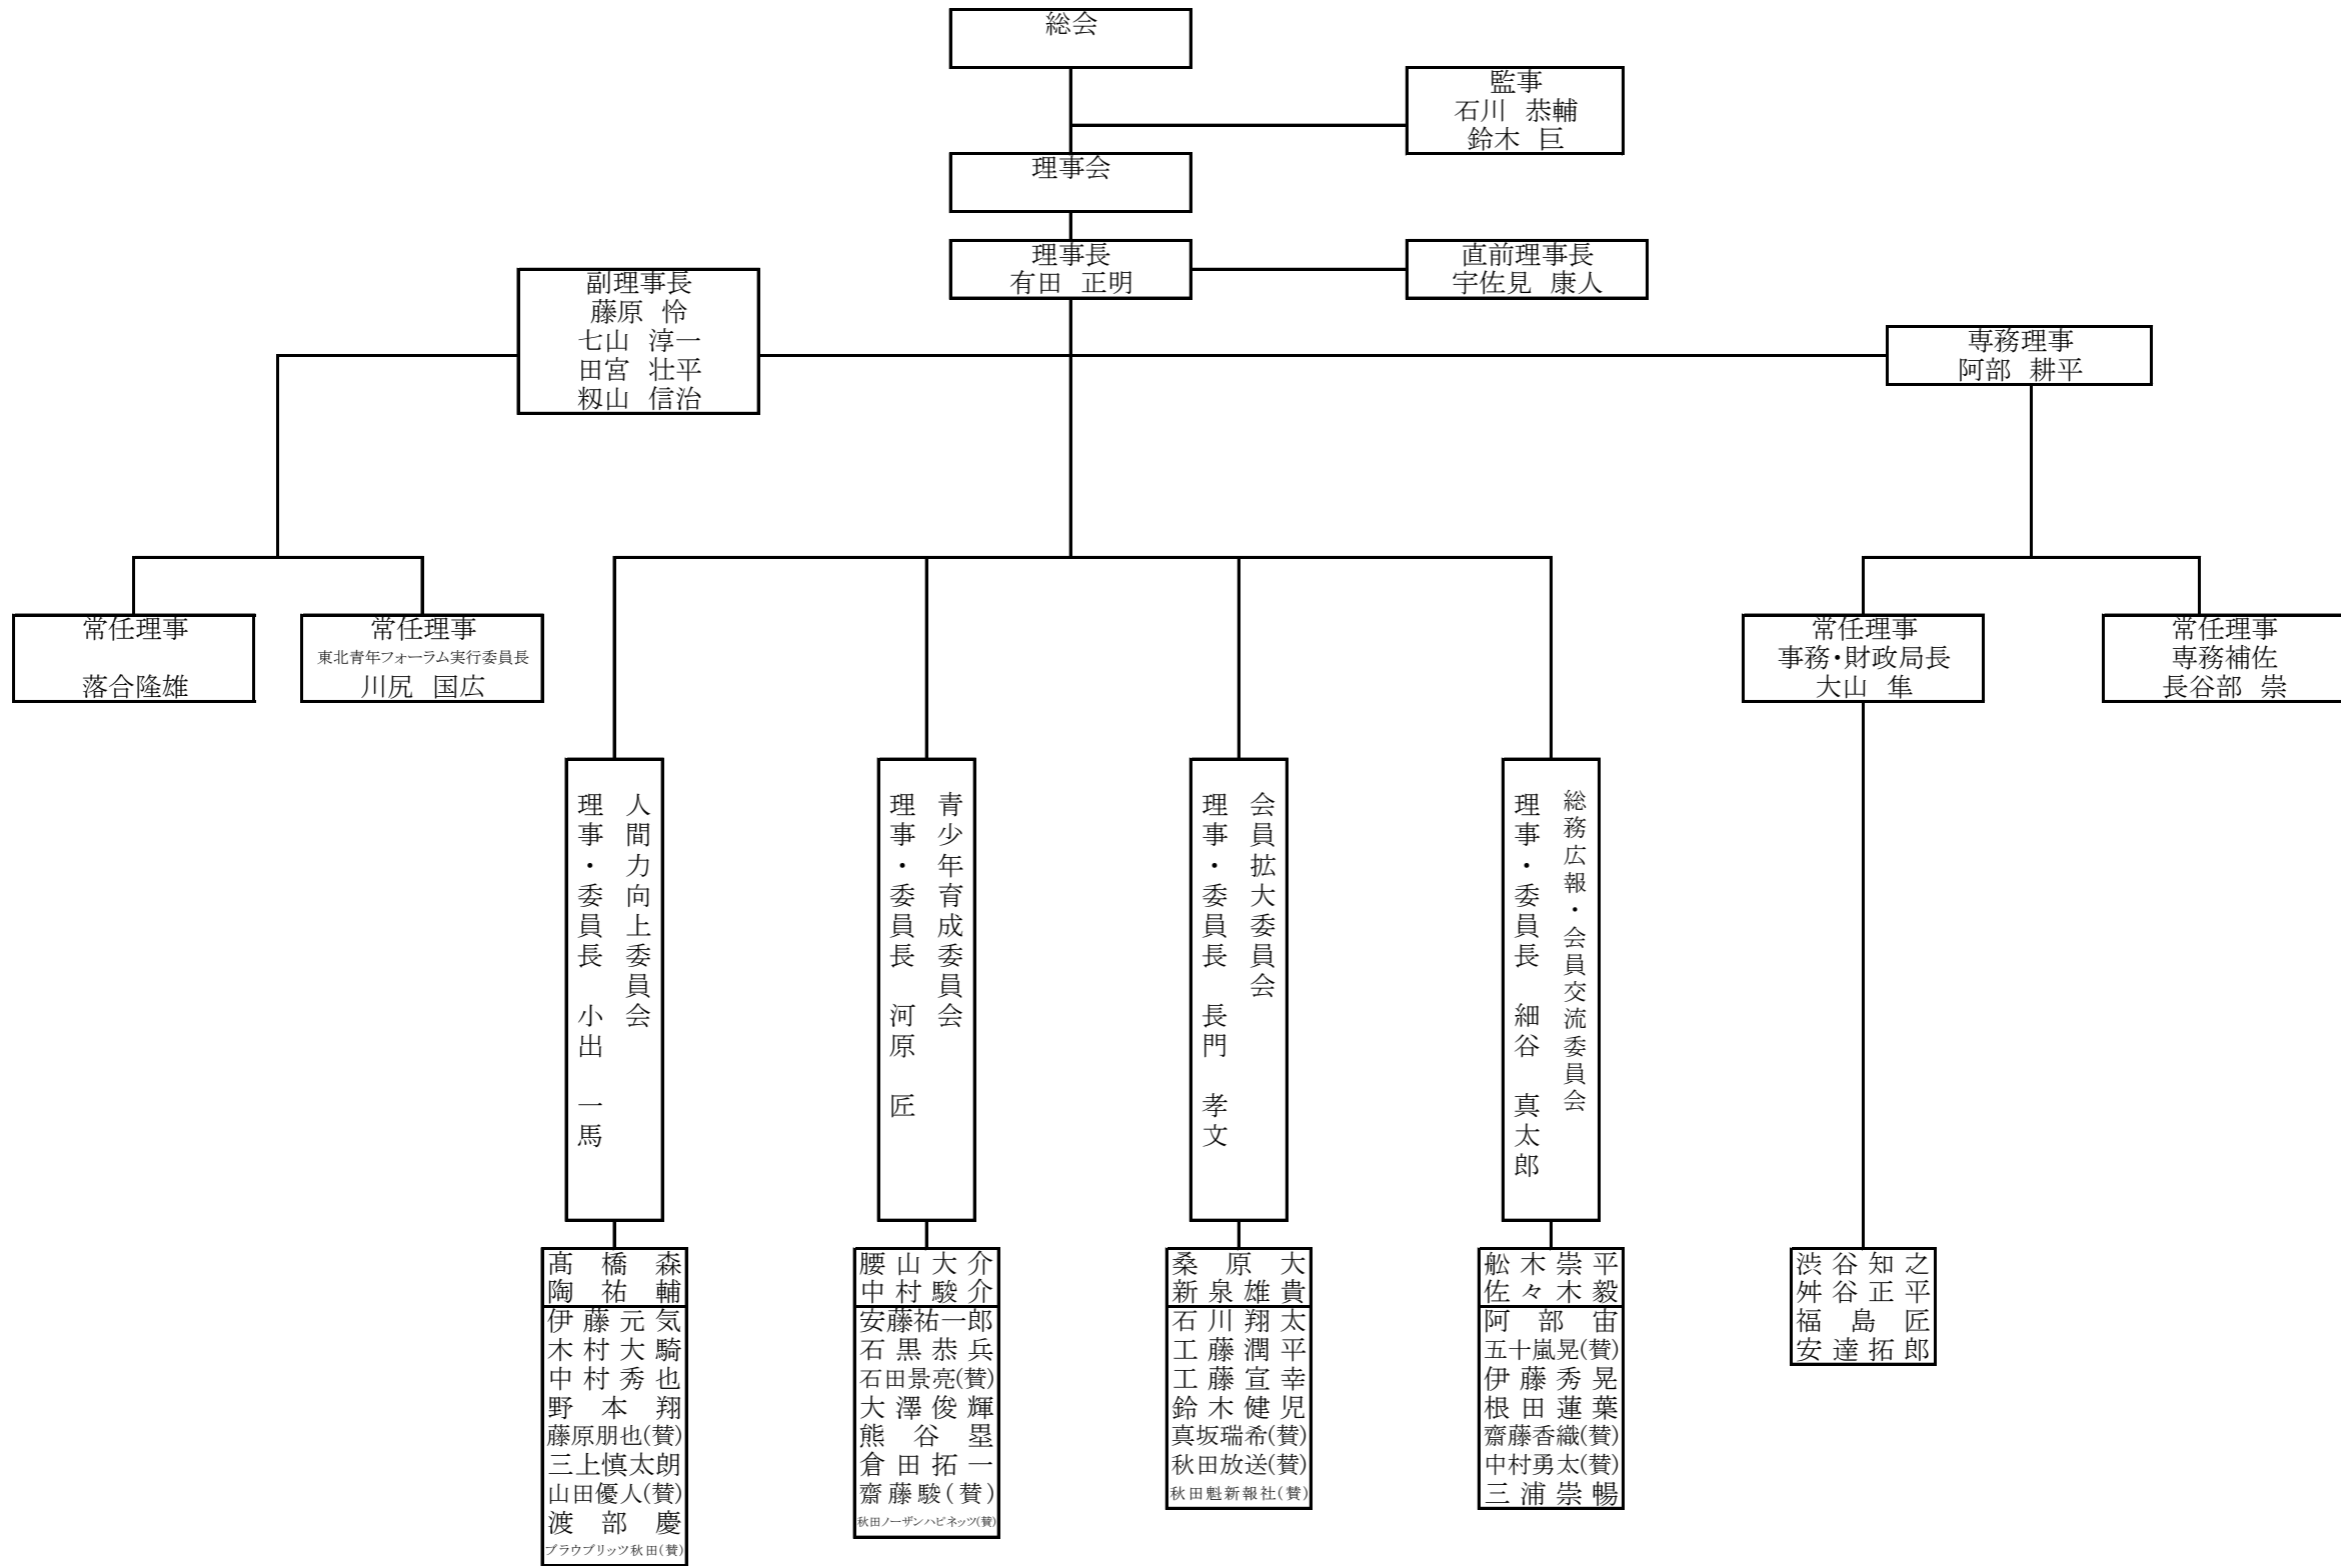 総会
監事
石川 恭輔
鈴木 巨
理事会
理事長
有田 正明
直前理事長
宇佐見 康人
副理事長
藤原 怜
七山 淳一
田宮 壮平
籾山 信治
専務理事
阿部 耕平
常任理事
落合隆雄
常任理事
東北青年フォーラム実行委員長
川尻 国広
常任理事
事務・財政局長
大山 隼
常任理事
専務補佐
長谷部 崇
人間力向上委員会
理事・委員長 小出 一馬
青少年育成委員会
理事・委員長 河原 匠
会員拡大委員会
理事・委員長 長門 孝文
総務広報・会員交流委員会
理事・委員長 細谷 真太郎
髙橋森
陶祐輔
伊藤元気
木村大騎
中村秀也
野本翔
藤原朋也(賛)
三上慎太朗
山田優人(賛)
渡部慶
ブラウブリッツ秋田(賛)
腰山大介
中村駿介
安藤祐一郎
石黒恭兵
石田景亮(賛)
大澤俊輝
熊谷塁
倉田拓一
齋藤駿(賛)
秋田ノーザンハピネッツ(賛)
桑原大
新泉雄貴
石川翔太
工藤潤平
工藤宣幸
鈴木健児
真坂瑞希(賛)
秋田放送(賛)
秋田魁新報社(賛)
舩木崇平
佐々木毅
阿部宙
五十嵐晃(賛)
伊藤秀晃
根田蓮葉
齋藤香織(賛)
中村勇太(賛)
三浦崇暢
渋谷知之
舛谷正平
福島匠
安達拓郎